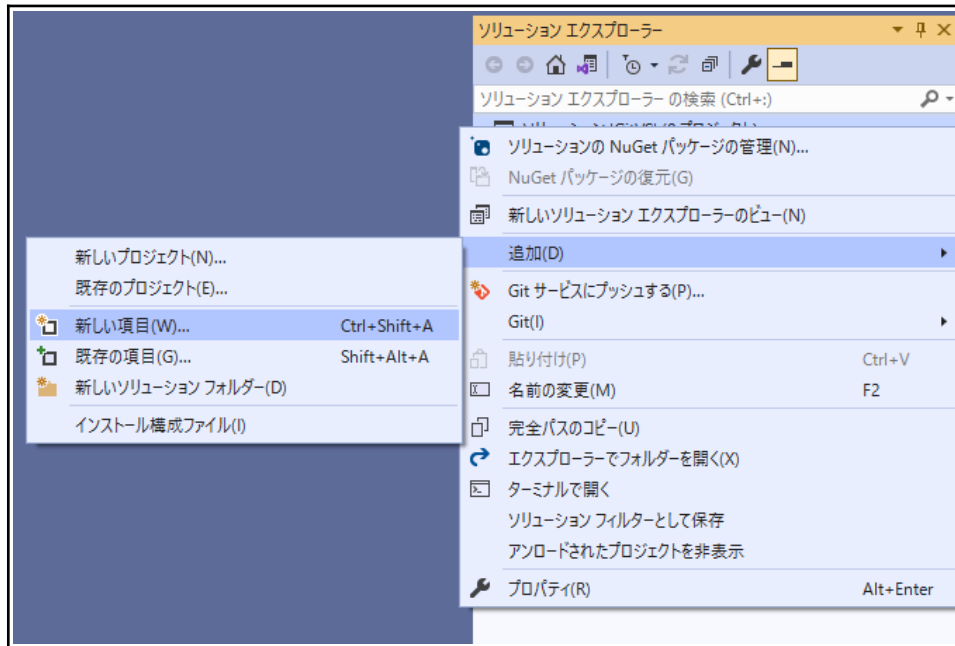 ソリューション エクスプローラー
ソリューション エクスプローラー の検索 (Ctrl+:)
ソリューションの NuGet パッケージの管理(N)...
NuGet パッケージの復元(G)
新しいソリューション エクスプローラーのビュー(N)
追加(D)
新しいプロジェクト(N)...
既存のプロジェクト(E)...
新しい項目(W)... Ctrl+Shift+A
既存の項目(G)... Shift+Alt+A
新しいソリューション フォルダー(D)
インストール構成ファイル(I)
Git サービスにプッシュする(P)...
Git(I)
貼り付け(P) Ctrl+V
名前の変更(M) F2
完全パスのコピー(U)
エクスプローラーでフォルダーを開く(X)
ターミナルで開く
ソリューション フィルターとして保存
アンロードされたプロジェクトを非表示
プロパティ(R) Alt+Enter